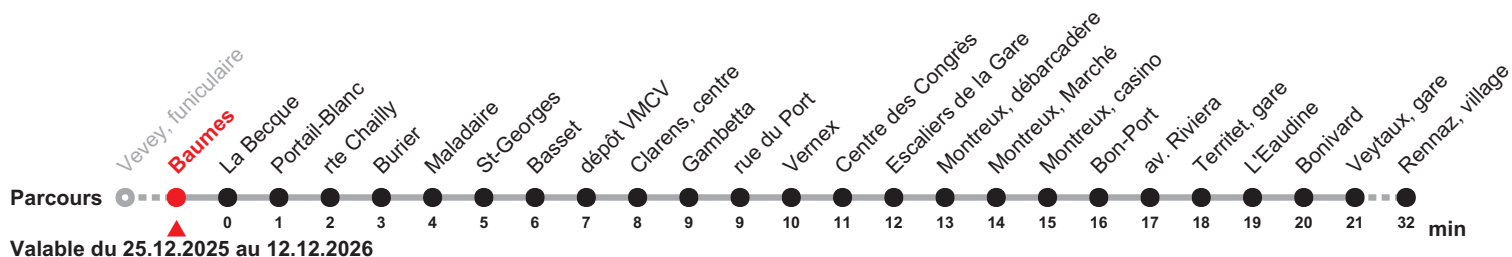 Vevey, funiculaire
Baumes
La Becque
Portail-Blanc
rte Chailly
Burier
Maladaire
St-Georges
Basset
dépôt VMCV
Clarens, centre
Gambetta
rue du Port
Vernex
Centre des Congrès
Escaliers de la Gare
Montreux, débarcadère
Montreux, Marché
Montreux, casino
Bon-Port
av. Riviera
Territet, gare
L'Eaudine
Bonivard
Veytaux, gare
Rennaz, village
Parcours
0 1 2 3 4 5 6 7 8 9 9 10 11 12 13 14 15 16 17 18 19 20 21 32 min
Valable du 25.12.2025 au 12.12.2026